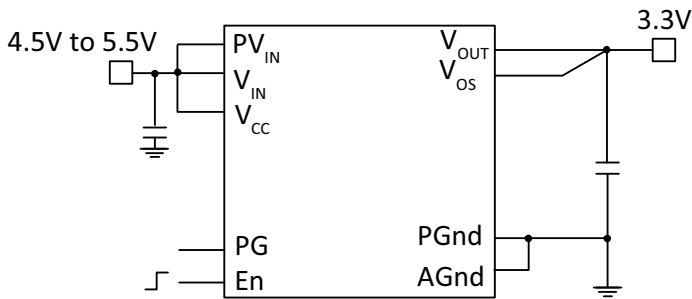 4.5V to 5.5V
3.3V
PVIN
VIN
VCC
VOUT
VOS
PG
En
PGnd
AGnd